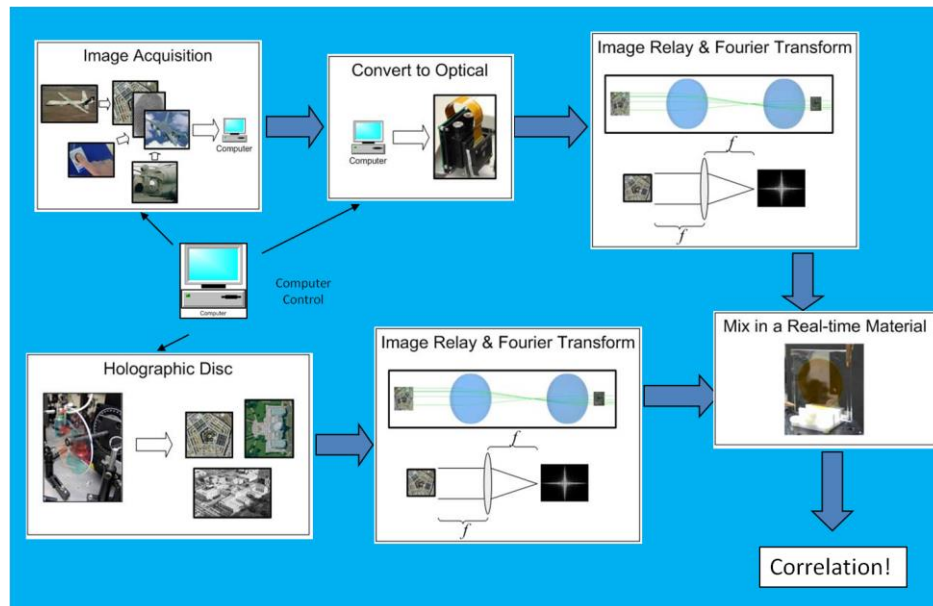 Image Acquisition
Computer
Convert to Optical
Computer
Image Relay & Fourier Transform
f
f
Computer
Computer
Control
Holographic Disc
Image Relay & Fourier Transform
f
f
Mix in a Real-time Material
Correlation!